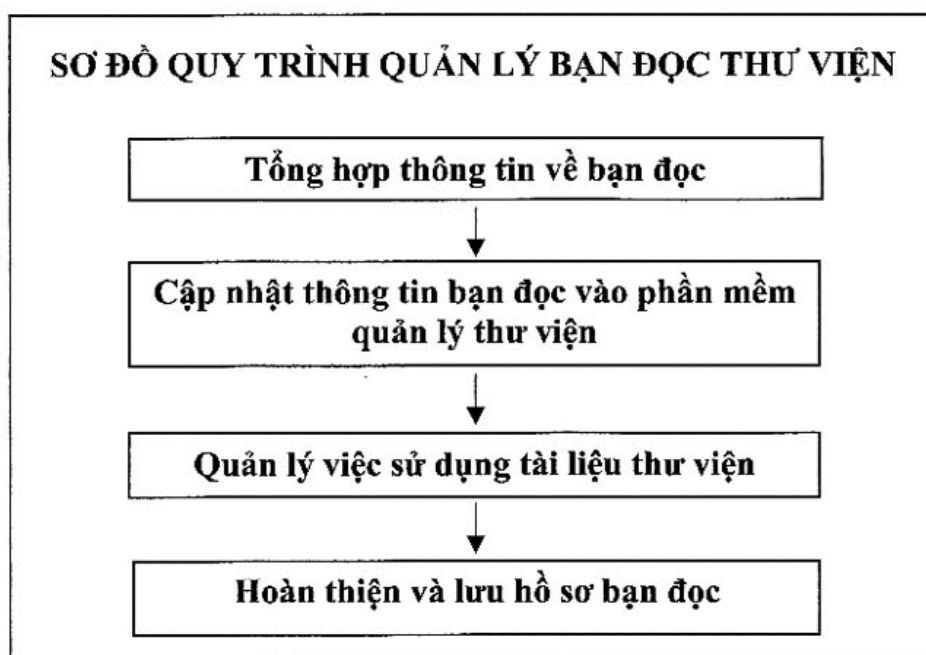 SƠ ĐỒ QUY TRÌNH QUẢN LÝ BẠN ĐỌC THƯ VIỆN
Tổng hợp thông tin về bạn đọc
Cập nhật thông tin bạn đọc vào phần mềm
quản lý thư viện
Quản lý việc sử dụng tài liệu thư viện
Hoàn thiện và lưu hồ sơ bạn đọc